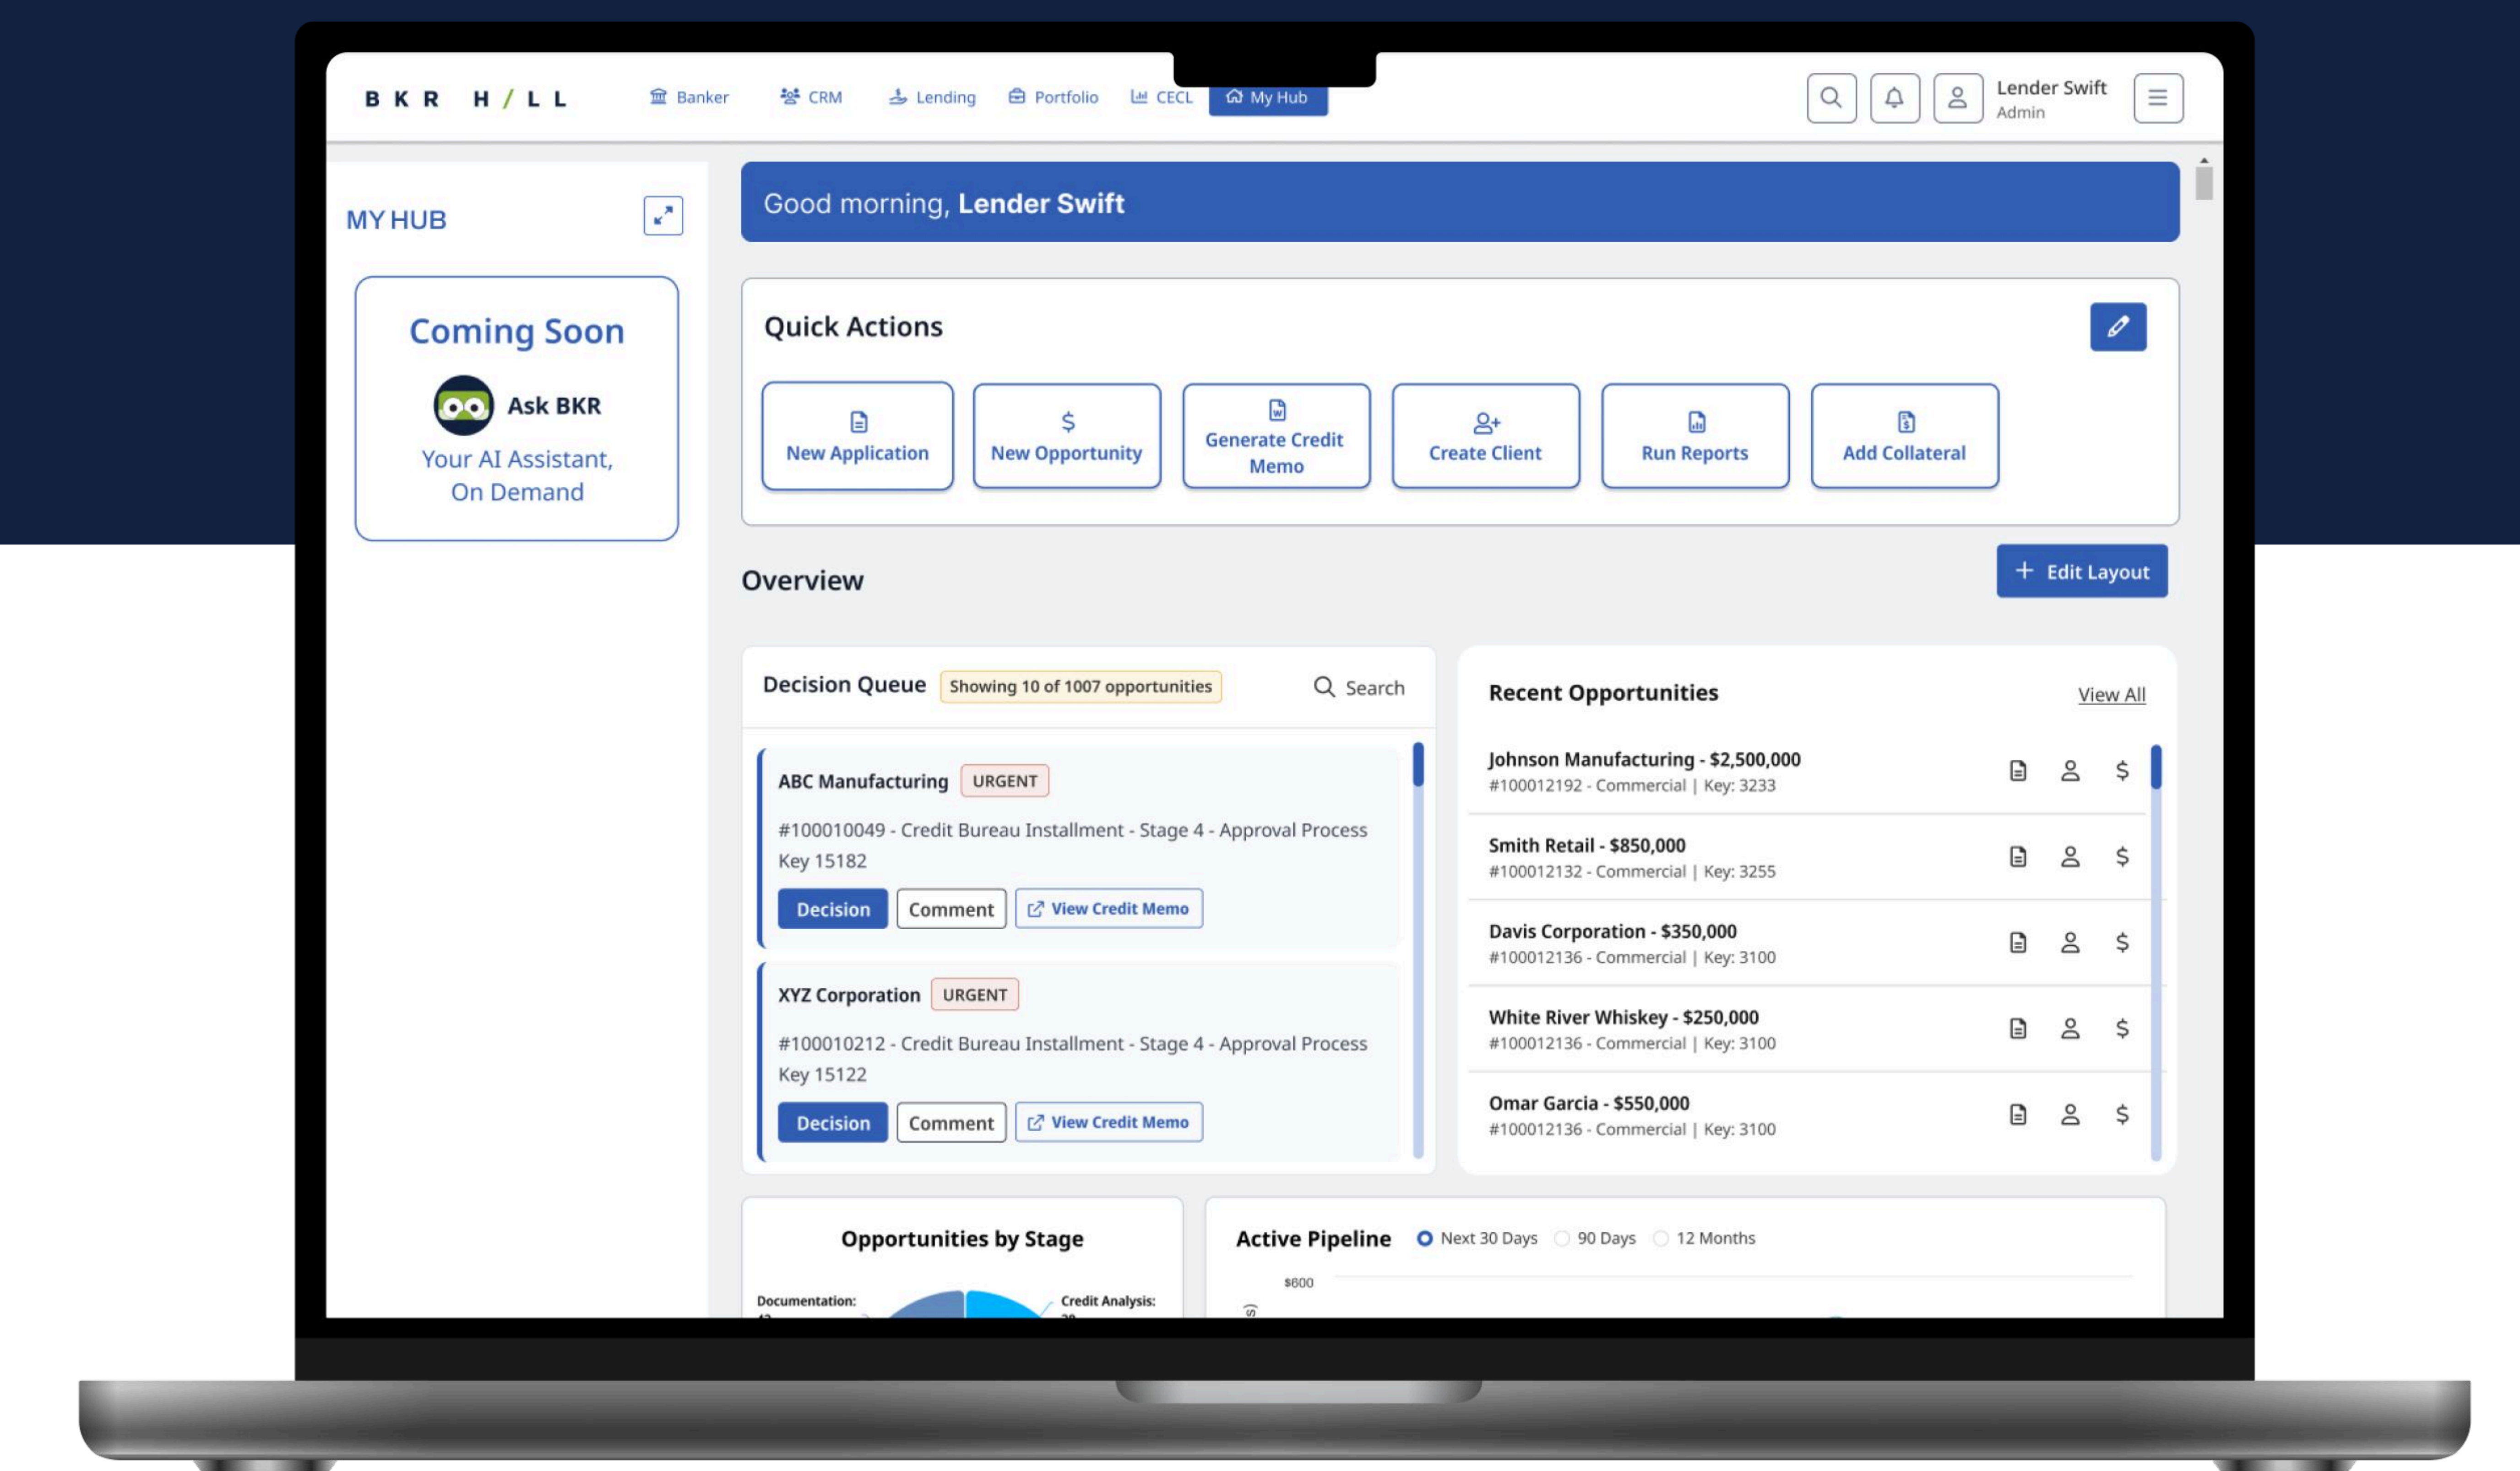 BKR H/LL
Banker
CRM
Lending
Portfolio
CECL
My Hub
Lender Swift
Admin
MY HUB
Coming Soon
Ask BKR
Your AI Assistant,
On Demand
Good morning, Lender Swift
Quick Actions
New Application
New Opportunity
Generate Credit
Memo
Create Client
Run Reports
Add Collateral
Overview
+ Edit Layout
Decision Queue
Showing 10 of 1007 opportunities
Search
ABC Manufacturing
URGENT
#100010049 - Credit Bureau Installment - Stage 4 - Approval Process
Key 15182
Decision
Comment
View Credit Memo
XYZ Corporation
URGENT
#100010212 - Credit Bureau Installment - Stage 4 - Approval Process
Key 15122
Decision
Comment
View Credit Memo
Recent Opportunities
View All
Johnson Manufacturing - $2,500,000
#100012192 - Commercial | Key: 3233
Smith Retail - $850,000
#100012132 - Commercial | Key: 3255
Davis Corporation - $350,000
#100012136 - Commercial | Key: 3100
White River Whiskey - $250,000
#100012136 - Commercial | Key: 3100
Omar Garcia - $550,000
#100012136 - Commercial | Key: 3100
Opportunities by Stage
Documentation:
Credit Analysis:
Active Pipeline
Next 30 Days
90 Days
12 Months
$600